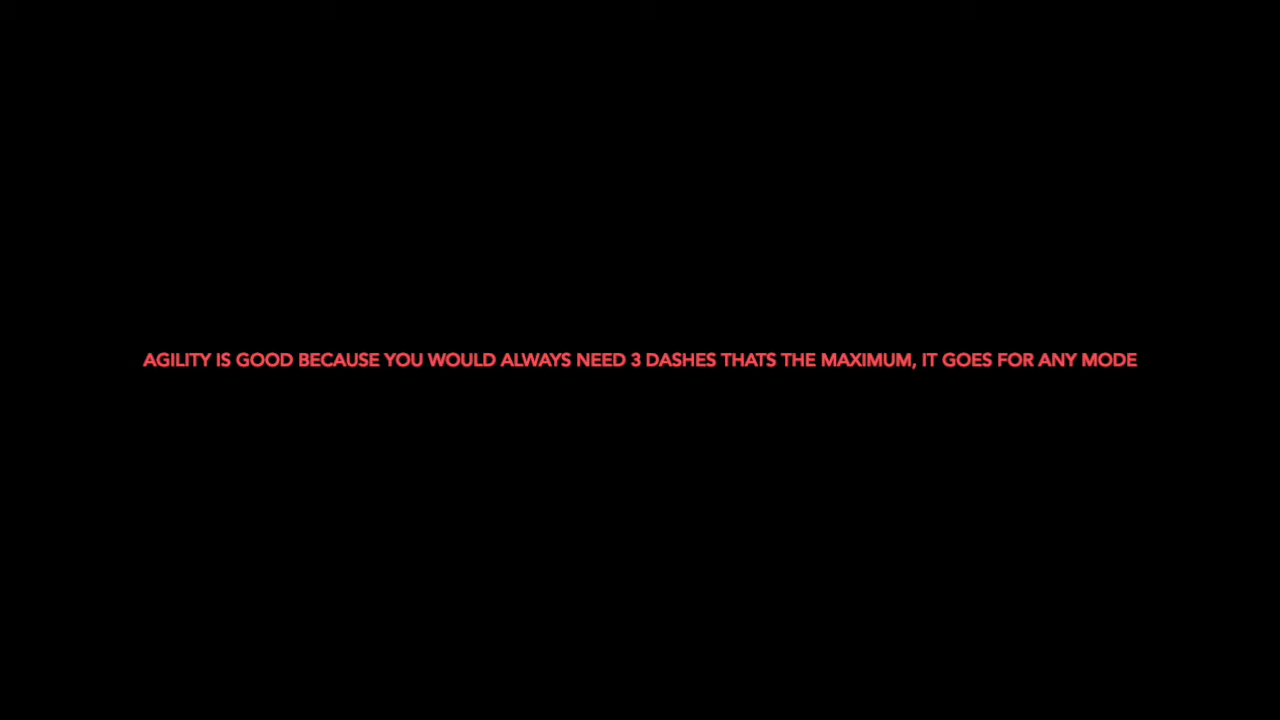 AGILITY IS GOOD BECAUSE YOU WOULD ALWAYS NEED 3 DASHES THATS THE MAXIMUM, IT GOES FOR ANY MODE